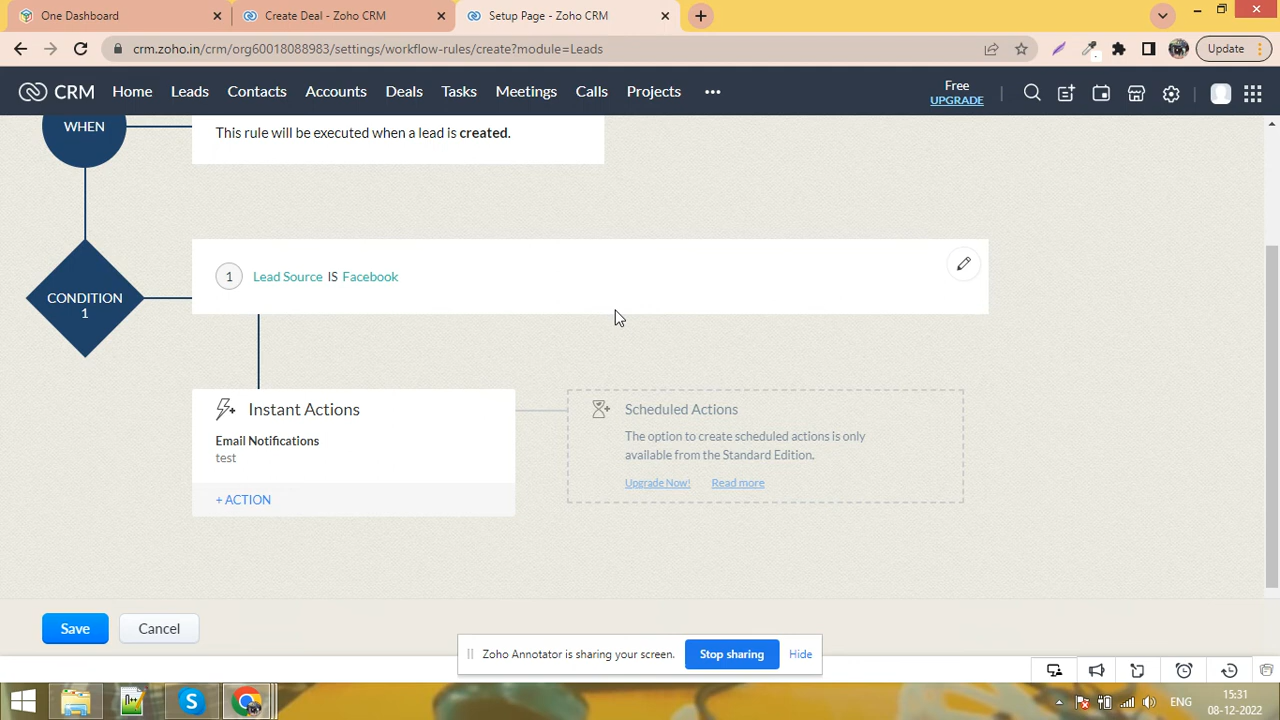 One Dashboard
Create Deal - Zoho CRM
Setup Page - Zoho CRM
crm.zoho.in/crm/org60018088983/settings/workflow-rules/create?module=Leads
Update
CRM
Home
Leads
Contacts
Accounts
Deals
Tasks
Meetings
Calls
Projects
Free
UPGRADE
WHEN
This rule will be executed when a lead is created.
CONDITION
1
1 Lead Source IS Facebook
Instant Actions
Email Notifications
test
+ ACTION
Scheduled Actions
The option to create scheduled actions is only
available from the Standard Edition.
Upgrade Now! Read more
Save
Cancel
Zoho Annotator is sharing your screen.
Stop sharing
Hide
ENG
15:31
08-12-2022